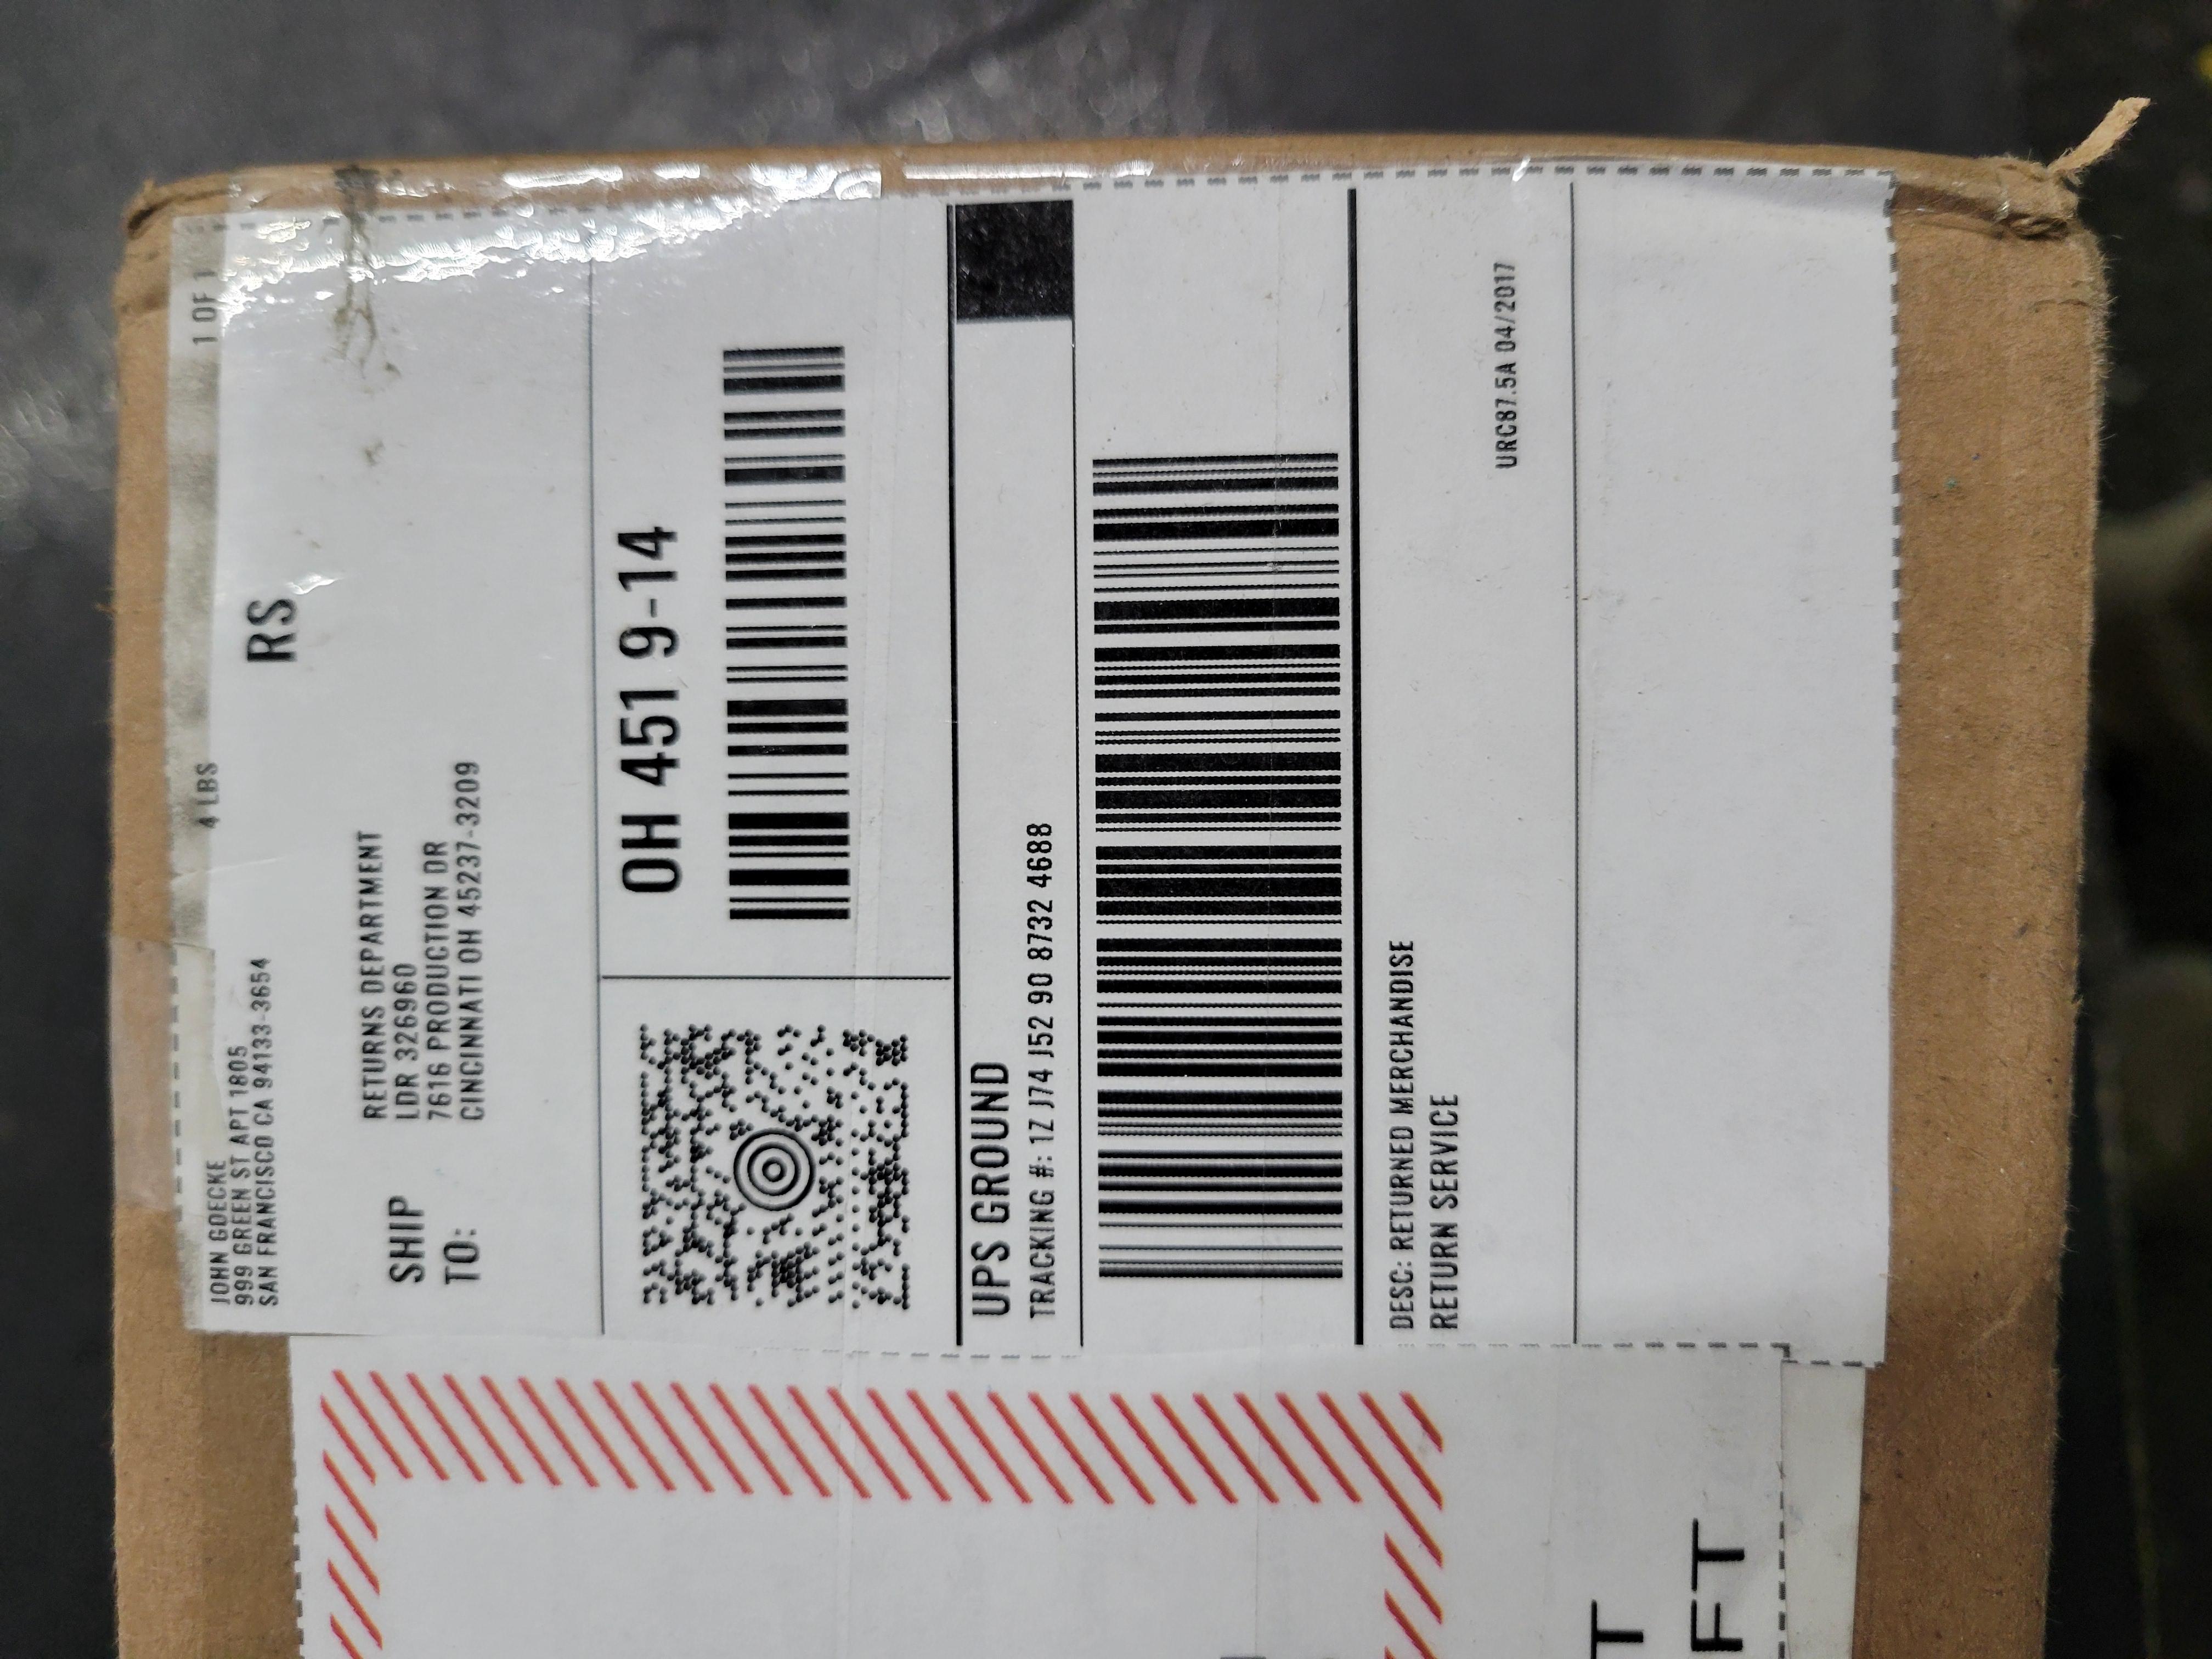 JOHN GOECKE
999 GREEN ST APT 1805
SAN FRANCISCO CA 94133-3654
4 LBS
1 OF 1
RS
SHIP
TO:
RETURNS DEPARTMENT
LDR 326960
7616 PRODUCTION DR
CINCINNATI OH 45237-3209
OH 451 9-14
UPS GROUND
TRACKING #: 1Z J74 J52 90 8732 4688
DESC: RETURNED MERCHANDISE
RETURN SERVICE
URC87.5A 04/2017
T
FT